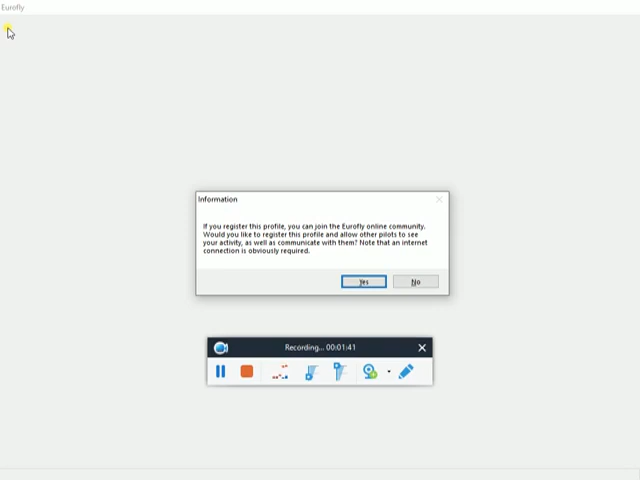 Eurofly
Information
If you register this profile, you can join the Eurofly online community.
Would you like to register this profile and allow other pilots to see
your activity, as well as communicate with them? Note that an internet
connection is obviously required.
Yes
No
Recording... 00:01:41